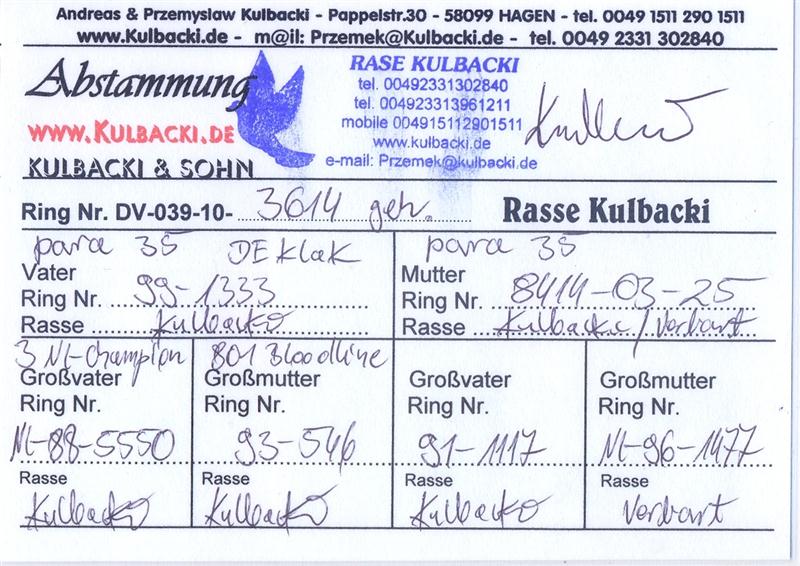 Andreas & Przemyslaw Kulbacki - Pappelstr.30 - 58099 HAGEN - tel. 0049 1511 290 1511
www.Kulbacki.de - m@il: Przemek@Kulbacki.de - tel. 0049 2331 302840
Abstammung
www.Kulbacki.de
KULBACKI & SOHN
RASE KULBACKI
tel. 00492331302840
tel. 004923313961211
mobile 004915112901511
www.kulbacki.de
e-mail: Przemek@kulbacki.de
Ring Nr. DV-039-10- 3614 geh.
Rasse Kulbacki
para 35 DE KlaK
Vater
Ring Nr. 99-1333
Rasse Kulbacki
para 35
Mutter
Ring Nr. 8414-03-25
Rasse Kulbacki/Verbart
3 NL-Champion
Großvater
Ring Nr.
NL-88-5550
Rasse
Kulbacki
801 Bloodline
Großmutter
Ring Nr.
93-546
Rasse
Kulbacki
Großvater
Ring Nr.
91-1117
Rasse
Kulbacki
Großmutter
Ring Nr.
NL-96-1477
Rasse
Verbart